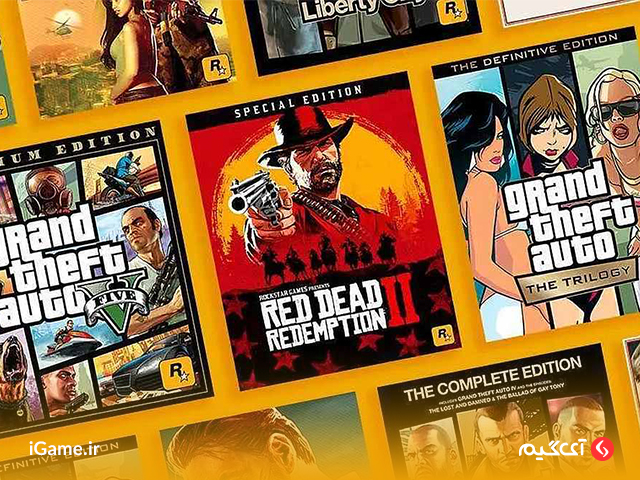 Liberty City
R
R
THE DEFINITIVE EDITION
SPECIAL EDITION
EDITION
grand
theft
auto
V
FIVE
R
ROCKSTAR GAMES PRESENTS
RED DEAD
REDEMPTION II
R
grand
theft
auto
THE TRILOGY
THE COMPLETE EDITION
INCLUDES GRAND THEFT AUTO IV AND THE EPISODES
THE LOST AND DAMNED & THE BALLAD OF GAY TONY
DEFINITIVE EDITION
iGame.ir
آی‌گیم